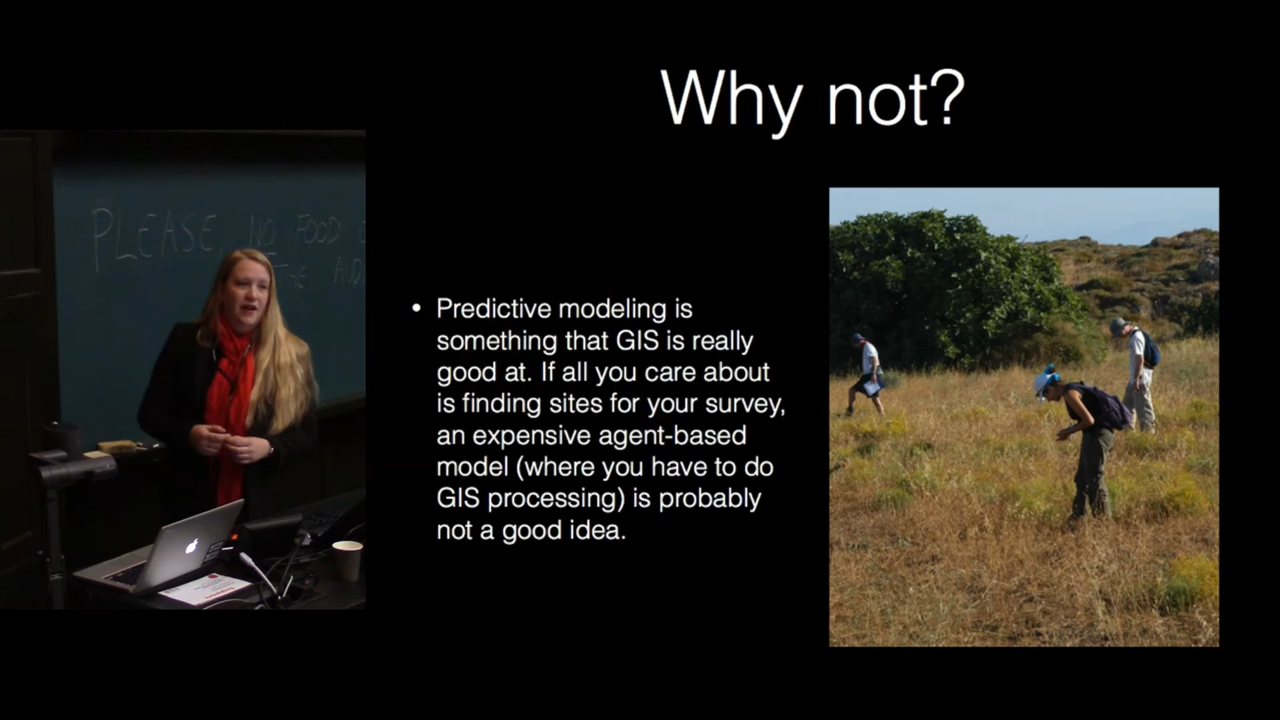 Why not?
PLEASE, NO FOOD
• Predictive modeling is
something that GIS is really
good at. If all you care about
is finding sites for your survey,
an expensive agent-based
model (where you have to do
GIS processing) is probably
not a good idea.